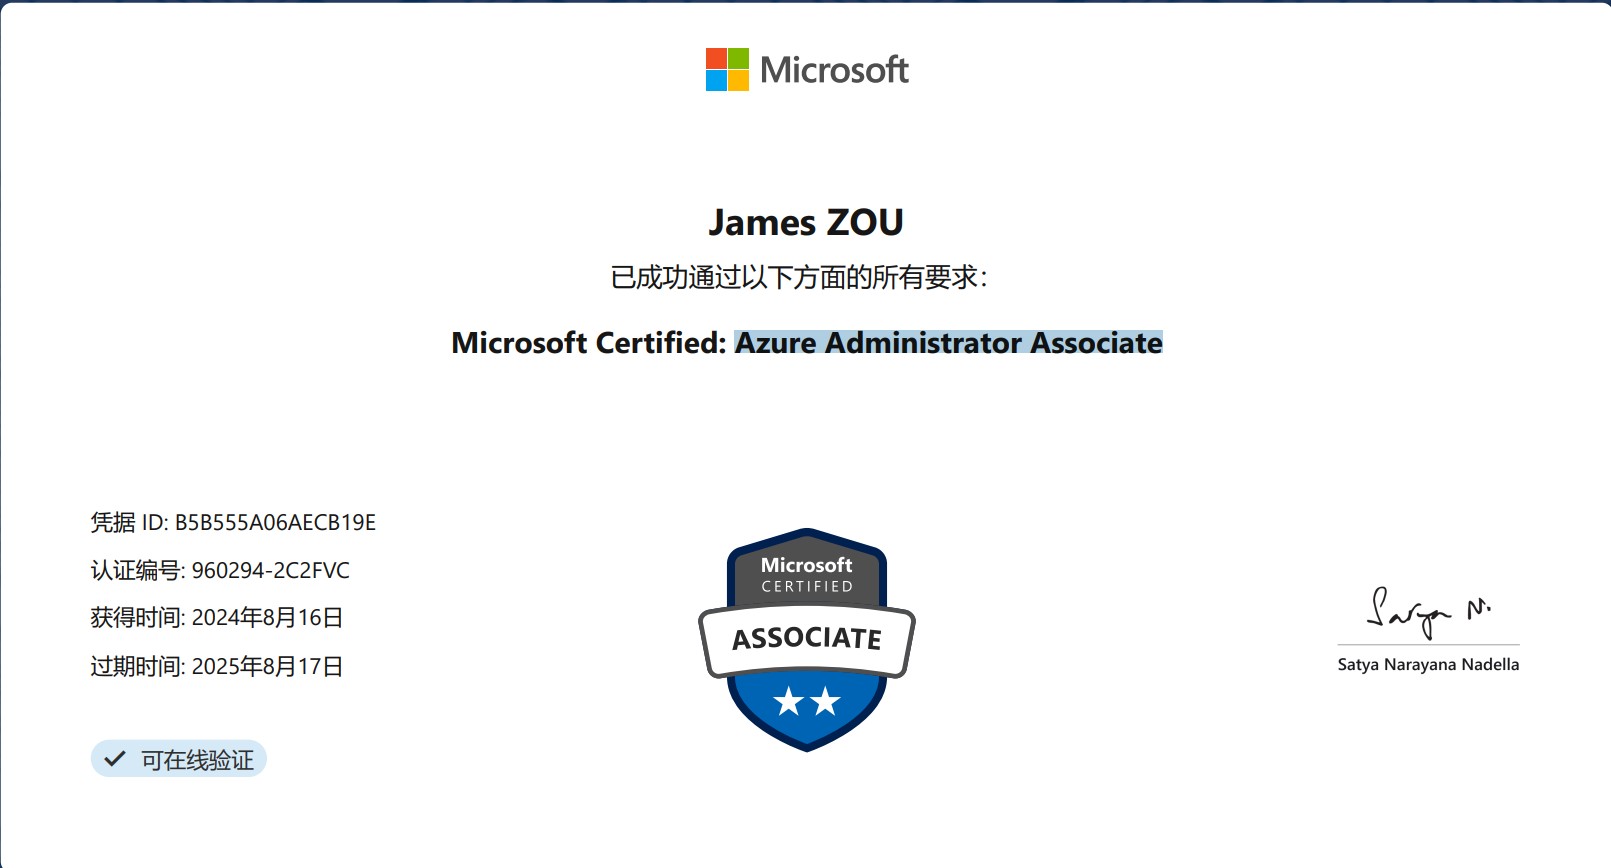 Microsoft
James ZOU
已成功通过以下方面的所有要求：
Microsoft Certified: Azure Administrator Associate
凭据 ID: B5B555A06AECB19E
认证编号: 960294-2C2FVC
获得时间: 2024年8月16日
过期时间: 2025年8月17日
可在线验证
Microsoft
CERTIFIED
ASSOCIATE
Satya N.
Satya Narayana Nadella